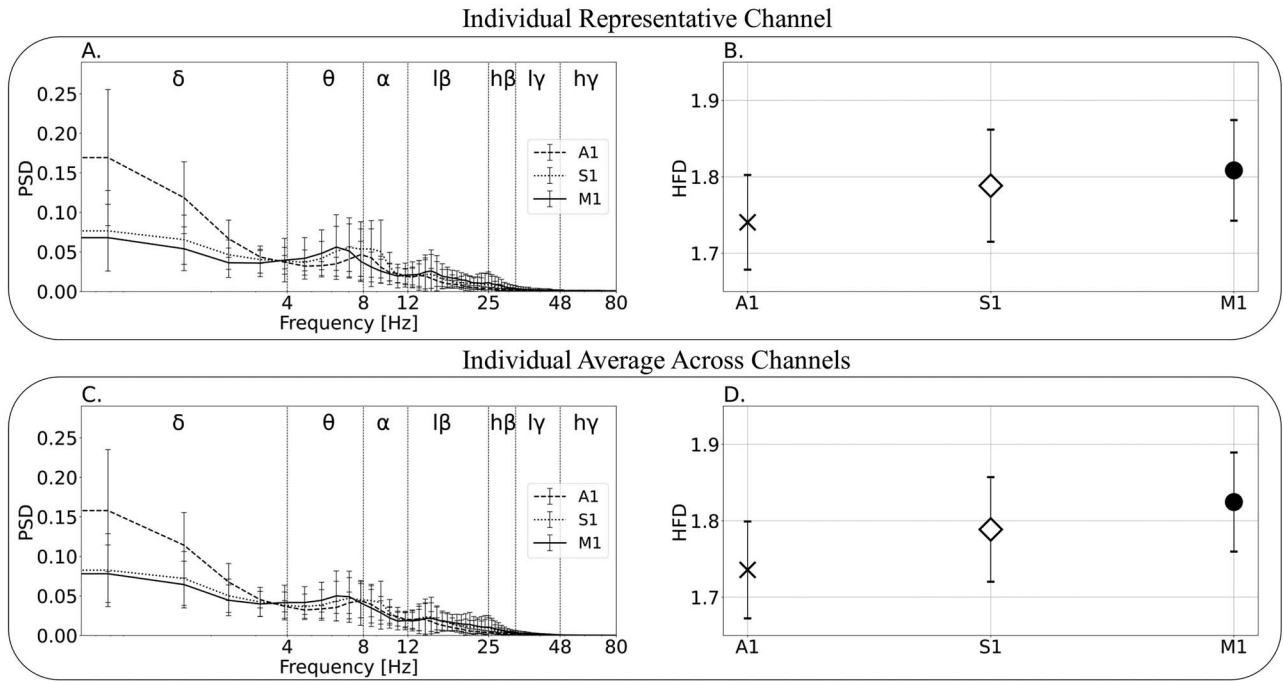 Individual Representative Channel
A.
δ θ α lβ hβ lγ hγ
0.25
0.20
0.15
0.10
0.05
0.00
PSD
A1
S1
M1
4 8 12 25 48 80
Frequency [Hz]
B.
1.9
1.8
1.7
HFD
A1 S1 M1
Individual Average Across Channels
C.
δ θ α lβ hβ lγ hγ
0.25
0.20
0.15
0.10
0.05
0.00
PSD
A1
S1
M1
4 8 12 25 48 80
Frequency [Hz]
D.
1.9
1.8
1.7
HFD
A1 S1 M1